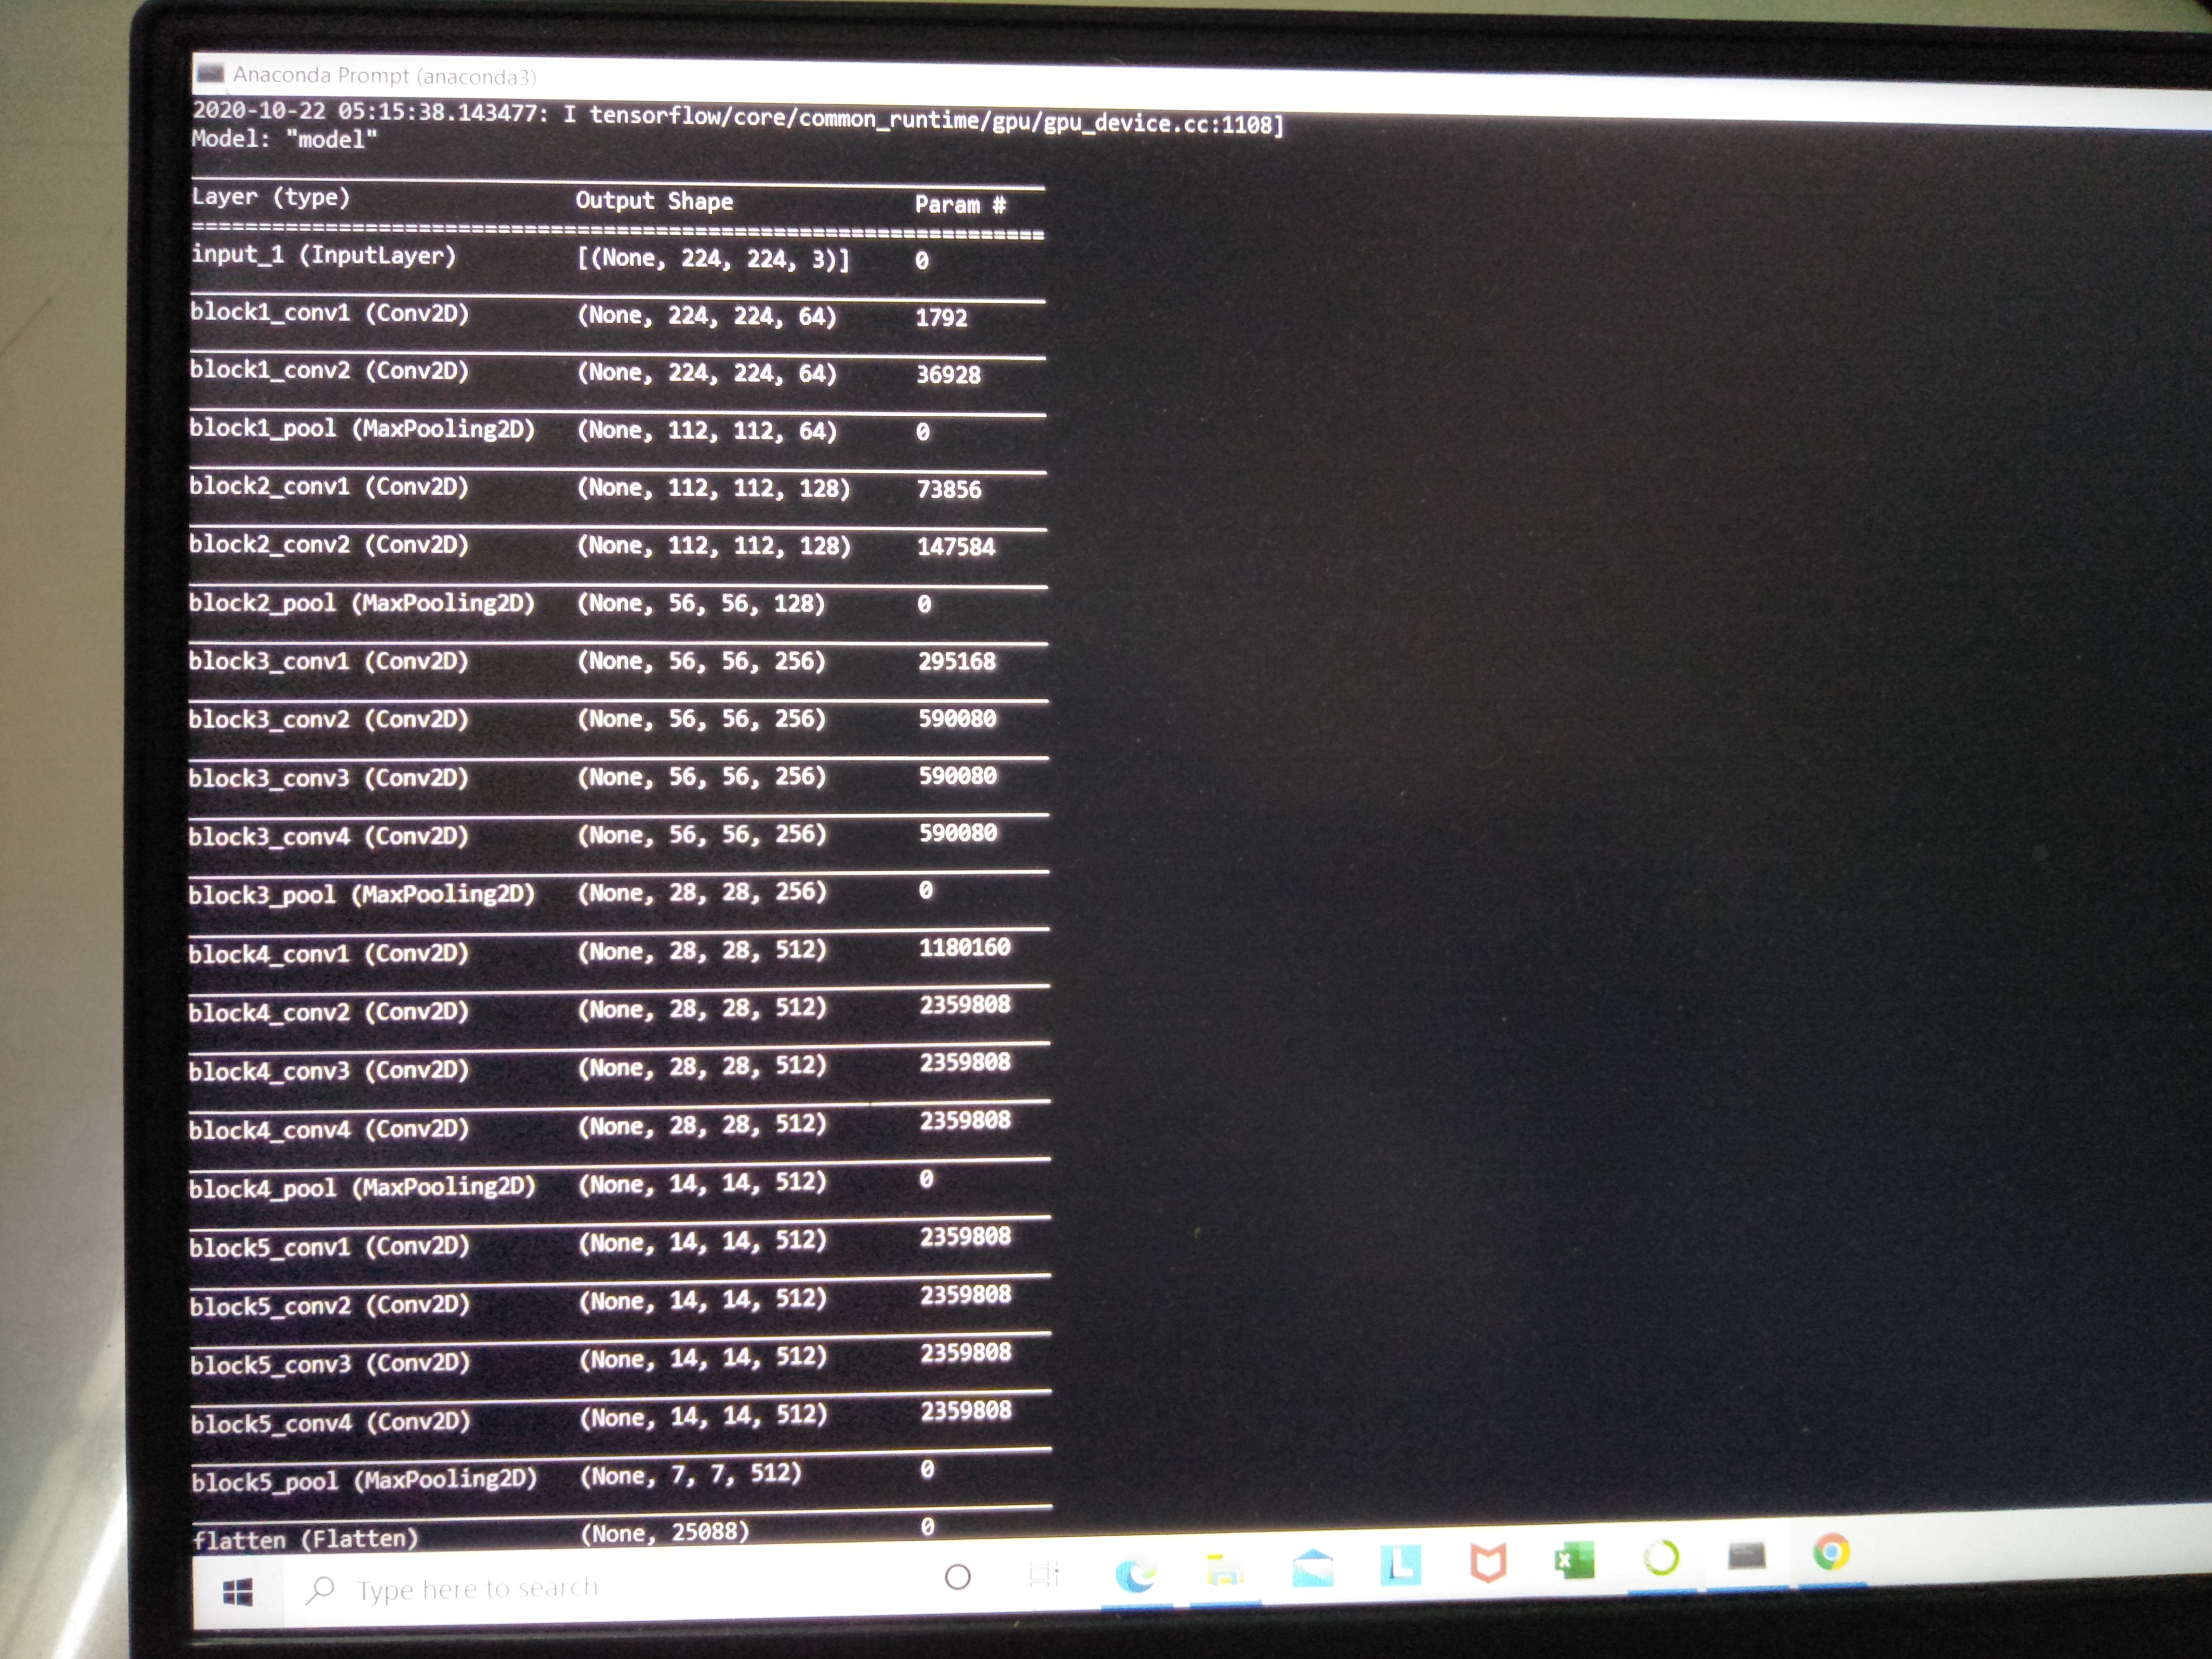 Anaconda Prompt (anaconda3)
2020-10-22 05:15:38.143477: I tensorflow/core/common_runtime/gpu/gpu_device.cc:1108]
Model: "model"
Layer (type) Output Shape Param #
=================================================================
input_1 (InputLayer) [(None, 224, 224, 3)] 0
block1_conv1 (Conv2D) (None, 224, 224, 64) 1792
block1_conv2 (Conv2D) (None, 224, 224, 64) 36928
block1_pool (MaxPooling2D) (None, 112, 112, 64) 0
block2_conv1 (Conv2D) (None, 112, 112, 128) 73856
block2_conv2 (Conv2D) (None, 112, 112, 128) 147584
block2_pool (MaxPooling2D) (None, 56, 56, 128) 0
block3_conv1 (Conv2D) (None, 56, 56, 256) 295168
block3_conv2 (Conv2D) (None, 56, 56, 256) 590080
block3_conv3 (Conv2D) (None, 56, 56, 256) 590080
block3_conv4 (Conv2D) (None, 56, 56, 256) 590080
block3_pool (MaxPooling2D) (None, 28, 28, 256) 0
block4_conv1 (Conv2D) (None, 28, 28, 512) 1180160
block4_conv2 (Conv2D) (None, 28, 28, 512) 2359808
block4_conv3 (Conv2D) (None, 28, 28, 512) 2359808
block4_conv4 (Conv2D) (None, 28, 28, 512) 2359808
block4_pool (MaxPooling2D) (None, 14, 14, 512) 0
block5_conv1 (Conv2D) (None, 14, 14, 512) 2359808
block5_conv2 (Conv2D) (None, 14, 14, 512) 2359808
block5_conv3 (Conv2D) (None, 14, 14, 512) 2359808
block5_conv4 (Conv2D) (None, 14, 14, 512) 2359808
block5_pool (MaxPooling2D) (None, 7, 7, 512) 0
flatten (Flatten) (None, 25088) 0
Type here to search
L
X